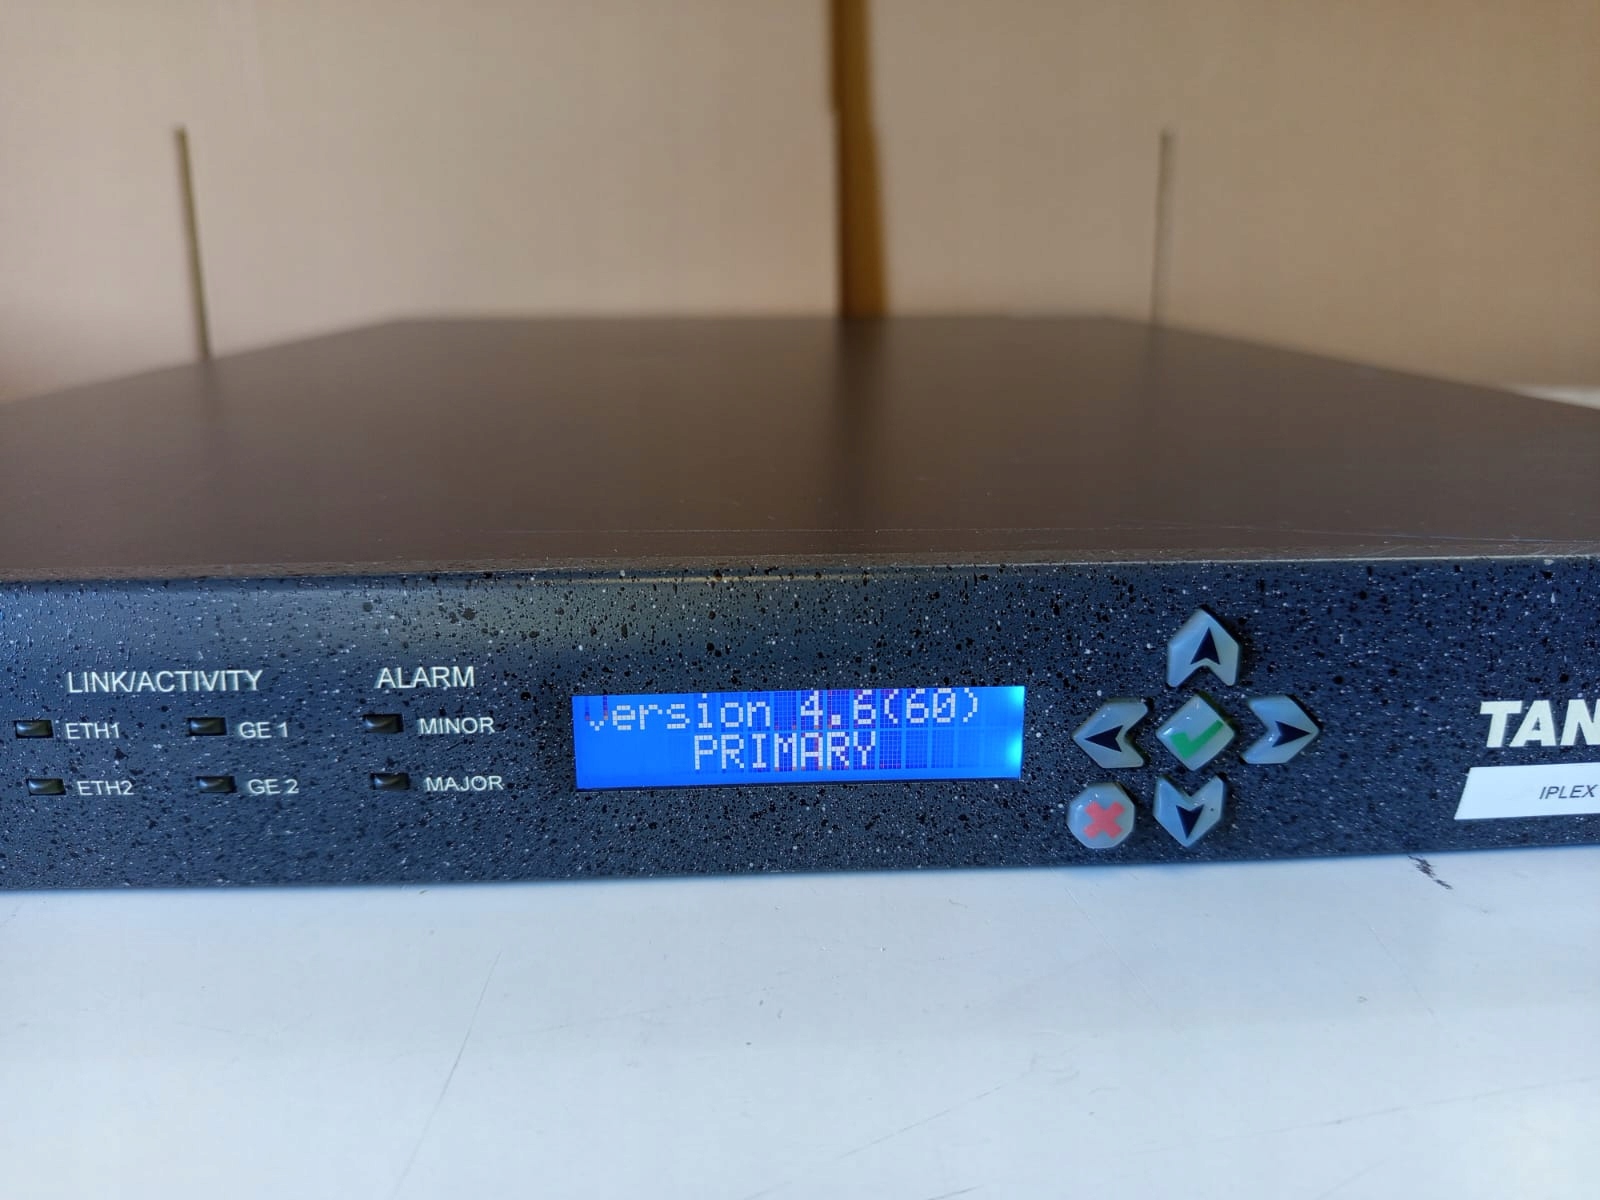 LINK/ACTIVITY
ALARM
ETH1
GE 1
MINOR
ETH2
GE 2
MAJOR
version 4.6(60)
PRIMARY
TAN
IPLEX